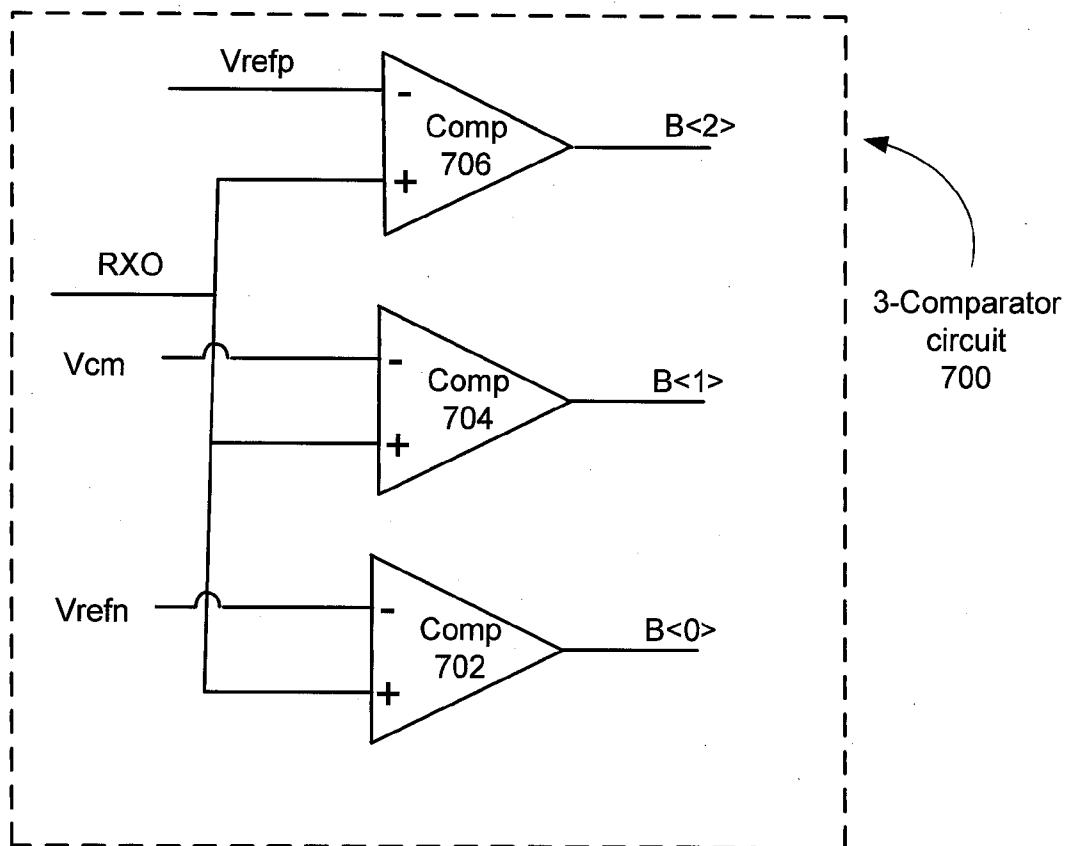 Vrefp
-
Comp
706
+
B<2>
RXO
3-Comparator
circuit
700
Vcm
-
Comp
704
+
B<1>
Vrefn
-
Comp
702
+
B<0>